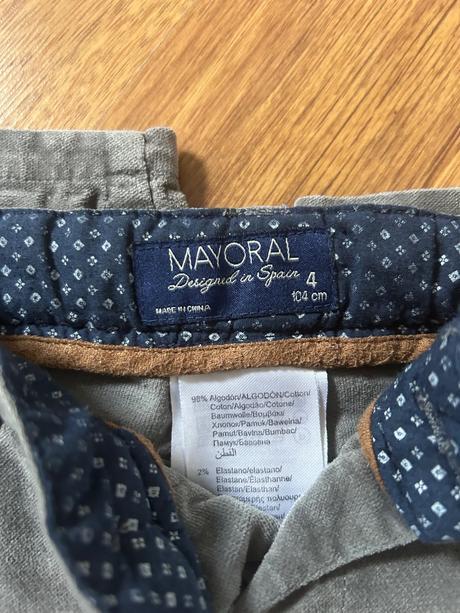 MAYORAL
Designed in Spain
4
104 cm
MADE IN CHINA
98% Algodón/ALGODÓN/Cotton/
Coton/Algodão/Cotone/
Baumwolle/Βαμβάκι/
Хлопок/Pamuk/Bawełna/
Pamut/Bavlna/Bumbac/
Памук/Бавовна
القطن
2% Elastano/elastano/
Elastane/Élasthanne/
Elastan/Elastan/